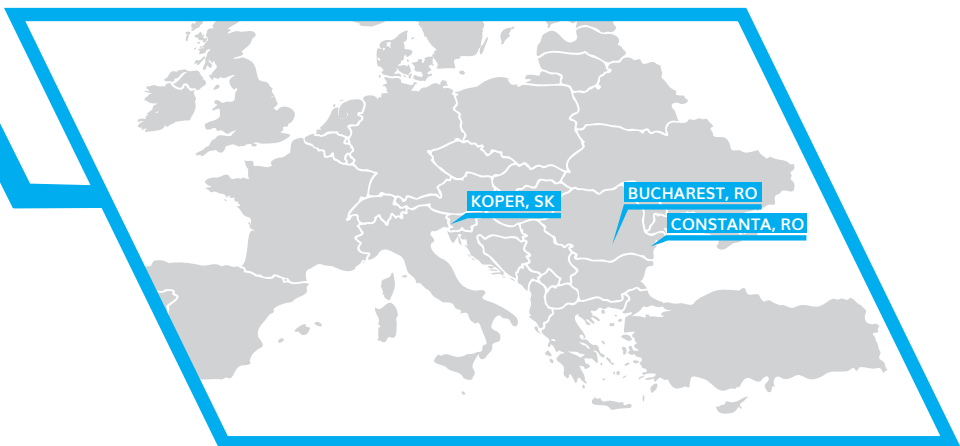 BUCHAREST, RO
KOPER, SK
CONSTANTA, RO